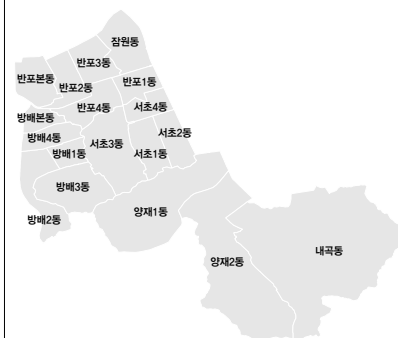 잠원동
반포3동
반포본동
반포2동
반포1동
반포4동
서초4동
방배본동
서초2동
방배4동
서초3동
방배1동
서초1동
방배3동
양재1동
방배2동
내곡동
양재2동